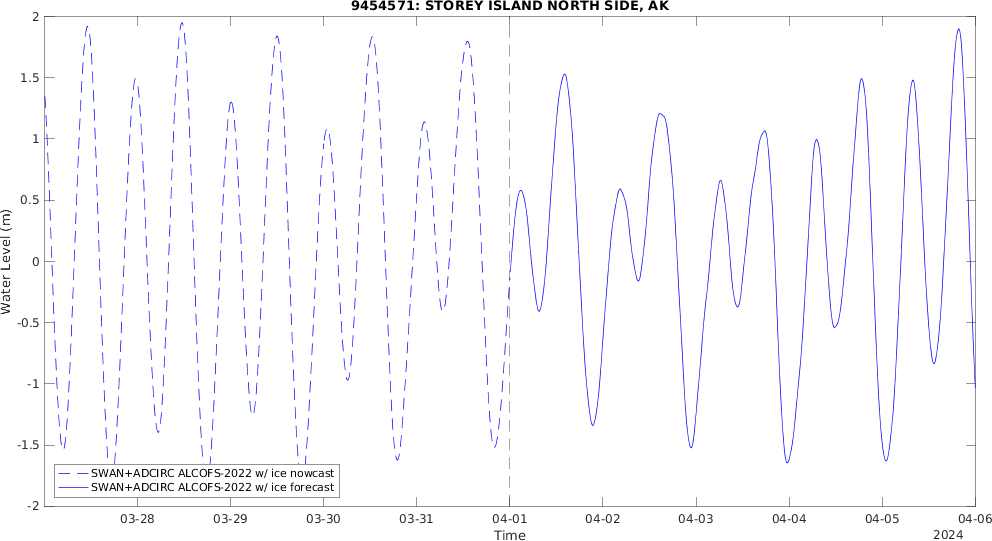 9454571: STOREY ISLAND NORTH SIDE, AK
Water Level (m)
2
1.5
1
0.5
0
-0.5
-1
-1.5
-2
SWAN+ADCIRC ALCOFS-2022 w/ ice nowcast
SWAN+ADCIRC ALCOFS-2022 w/ ice forecast
03-28 03-29 03-30 03-31 04-01 04-02 04-03 04-04 04-05 04-06
Time
2024